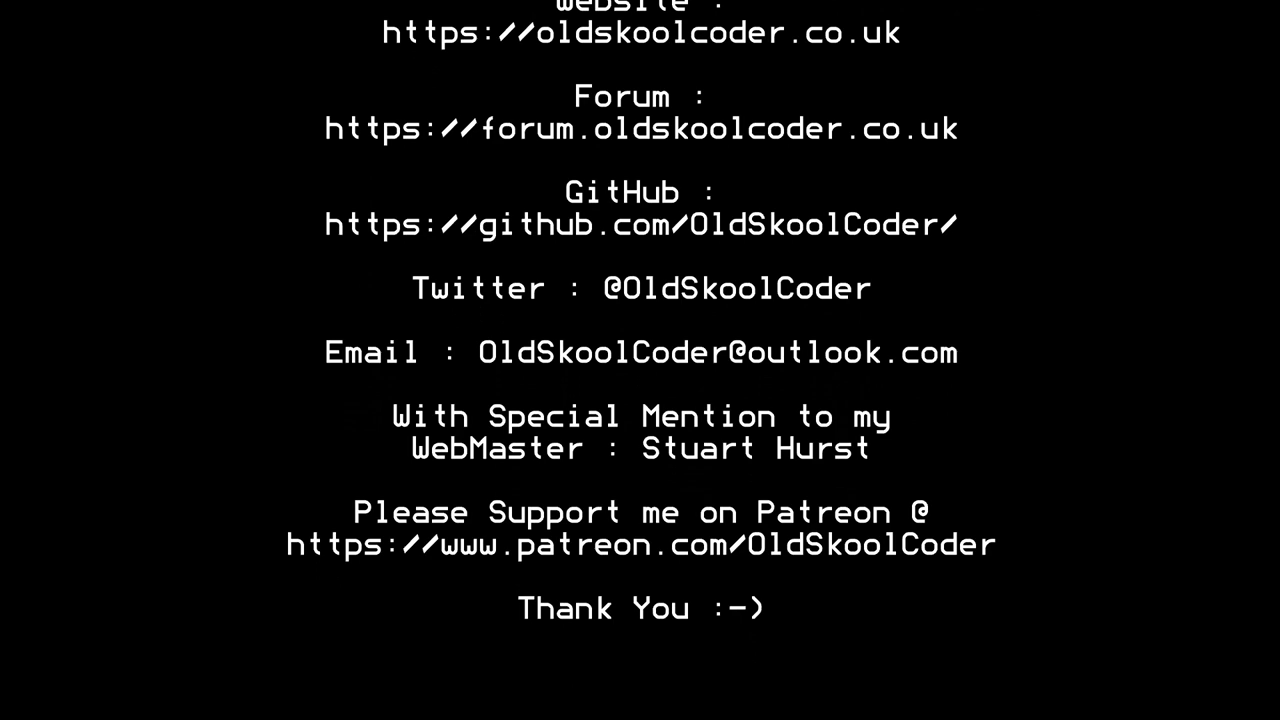 Website :
https://oldskoolcoder.co.uk
Forum :
https://forum.oldskoolcoder.co.uk
GitHub :
https://github.com/OldSkoolCoder/
Twitter : @OldSkoolCoder
Email : OldSkoolCoder@outlook.com
With Special Mention to my
WebMaster : Stuart Hurst
Please Support me on Patreon @
https://www.patreon.com/OldSkoolCoder
Thank You :-)